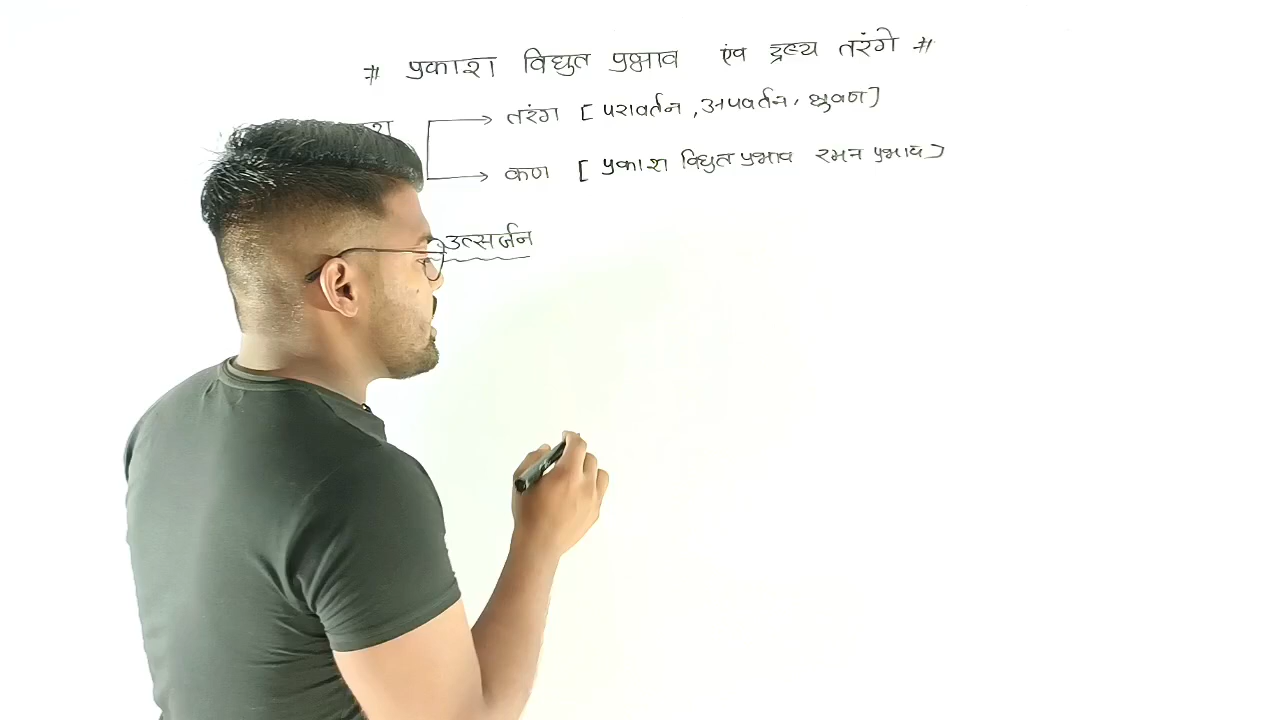 # प्रकाश विद्युत प्रभाव एंव द्रव्य तरंगे #
तरंग [ परावर्तन , अपवर्तन , ध्रुवण ]
कण [ प्रकाश विद्युत प्रभाव रमन प्रभाव ]
उत्सर्जन